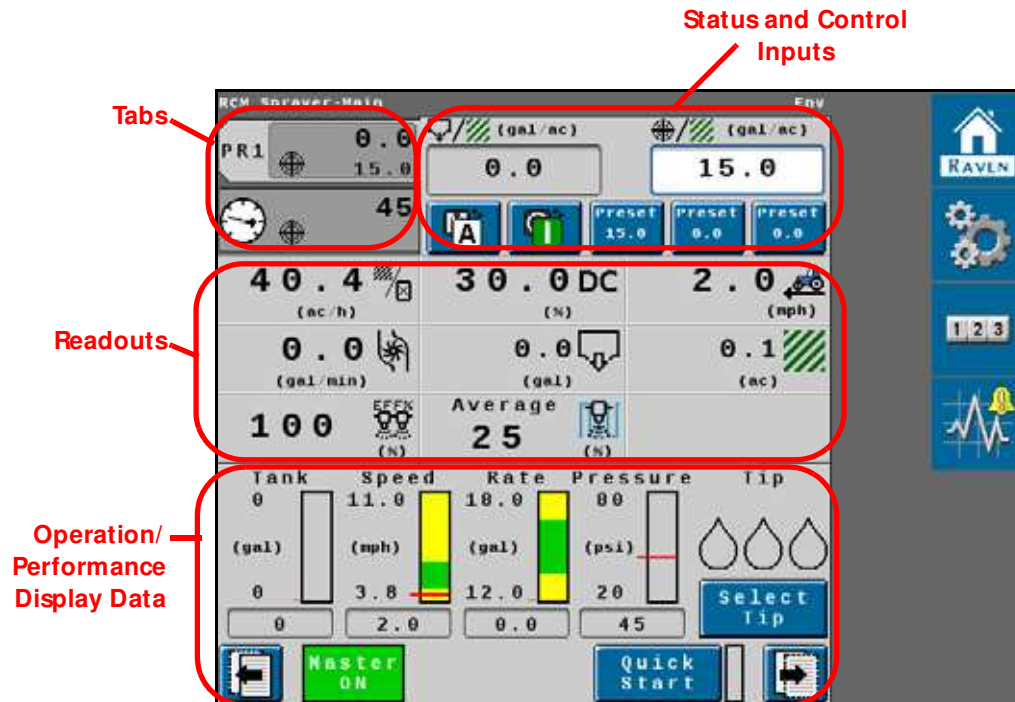 Status and Control
Inputs
Tabs
RCM Sprayer-Main Env
PR1 0.0
15.0
(gal/ac) (gal/ac)
0.0 15.0
45
A I Preset Preset Preset
15.0 0.0 0.0
Readouts
40.4 30.0 DC 2.0
(ac/h) (%) (mph)
0.0 0.0 0.1
(gal/min) (gal) (ac)
100 EFF% Average 25
(%) (%)
Operation/
Performance
Display Data
Tank Speed Rate Pressure Tip
0 11.0 18.0 80
(gal) (mph) (gal) (psi)
0 3.8 12.0 20
0 2.0 0.0 45
Select
Tip
Master
ON
Quick
Start
RAVEN
1 2 3